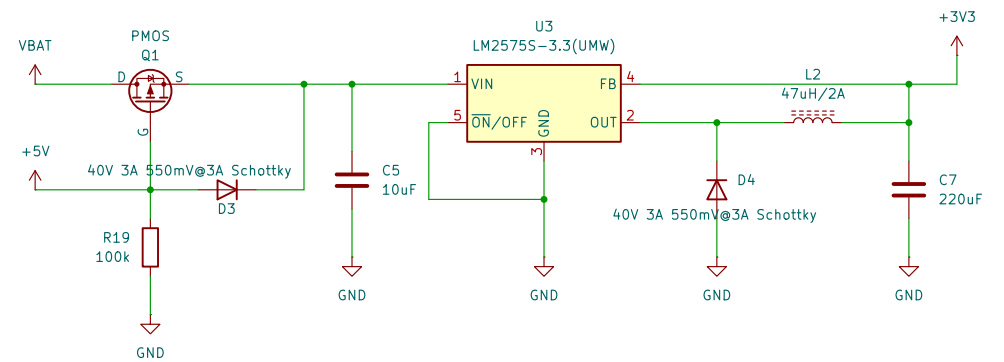 +3V3
U3
PMOS
VBAT
LM2575S-3.3(UMW)
Q1
D
S
1
VIN
FB
4
L2
47uH/2A
G
5
ON/OFF
GND
OUT
2
3
+5V
40V 3A 550mV@3A Schottky
C5
10uF
D4
C7
220uF
D3
40V 3A 550mV@3A Schottky
R19
100k
GND
GND
GND
GND
GND